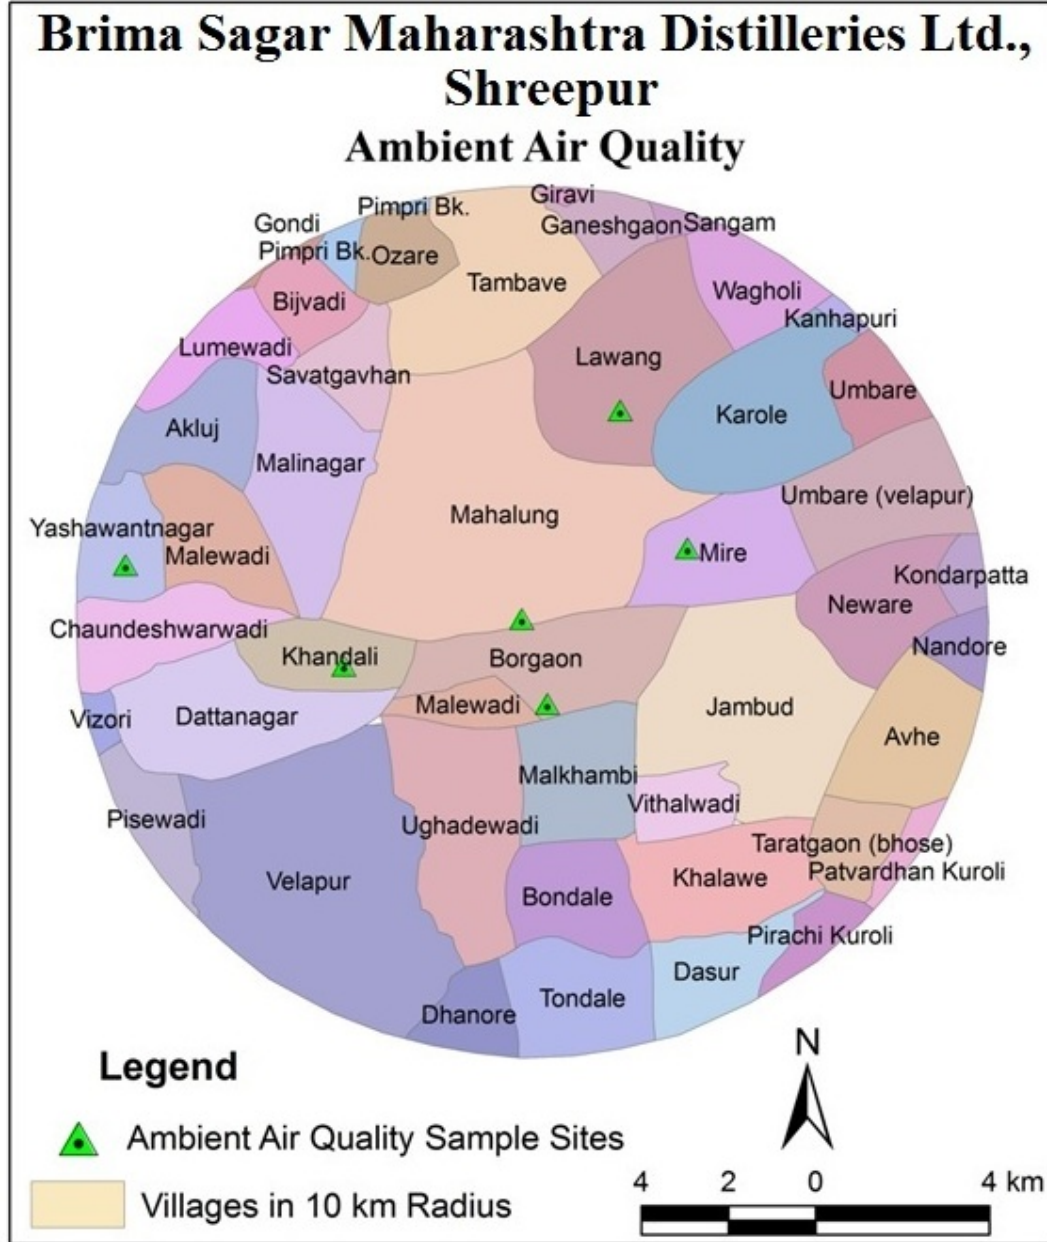 Brima Sagar Maharashtra Distilleries Ltd.,
Shreepur
Ambient Air Quality
Giravi
Pimpri Bk.
Gondi
Ganeshgaon
Sangam
Pimpri Bk.
Ozare
Tambave
Wagholi
Bijvadi
Kanhapuri
Lumewadi
Lawang
Savatgavhan
Umbare
Akluj
Karole
Malinagar
Umbare (velapur)
Mahalung
Yashawantnagar
Malewadi
Mire
Kondarpatta
Neware
Chaundeshwarwadi
Khandali
Borgaon
Nandore
Vizori
Dattanagar
Malewadi
Jambud
Avhe
Malkhambi
Vithalwadi
Pisewadi
Ughadewadi
Taratgaon (bhose)
Velapur
Khalawe
Patvardhan Kuroli
Bondale
Pirachi Kuroli
Dasur
Tondale
Dhanore
N
Legend
Ambient Air Quality Sample Sites
Villages in 10 km Radius
4 2 0 4 km